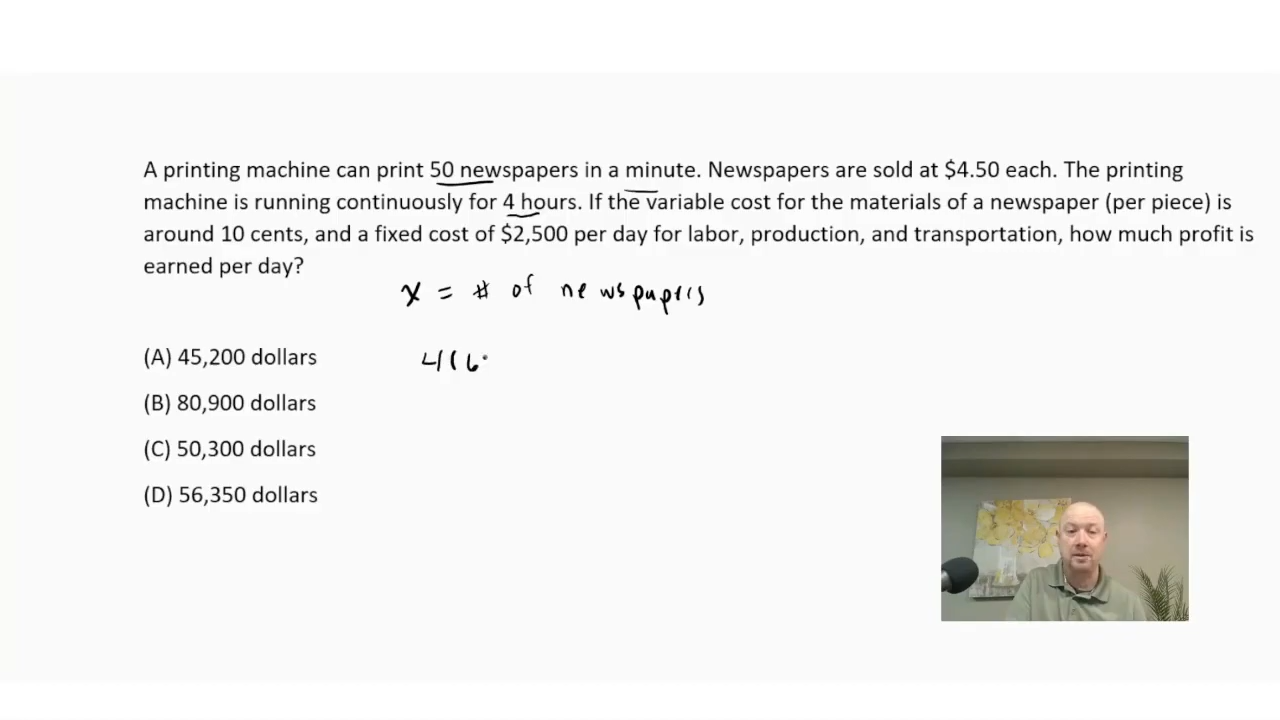 A printing machine can print 50 newspapers in a minute. Newspapers are sold at $4.50 each. The printing
machine is running continuously for 4 hours. If the variable cost for the materials of a newspaper (per piece) is
around 10 cents, and a fixed cost of $2,500 per day for labor, production, and transportation, how much profit is
earned per day?
x = # of newspapers
(A) 45,200 dollars
4(6
(B) 80,900 dollars
(C) 50,300 dollars
(D) 56,350 dollars